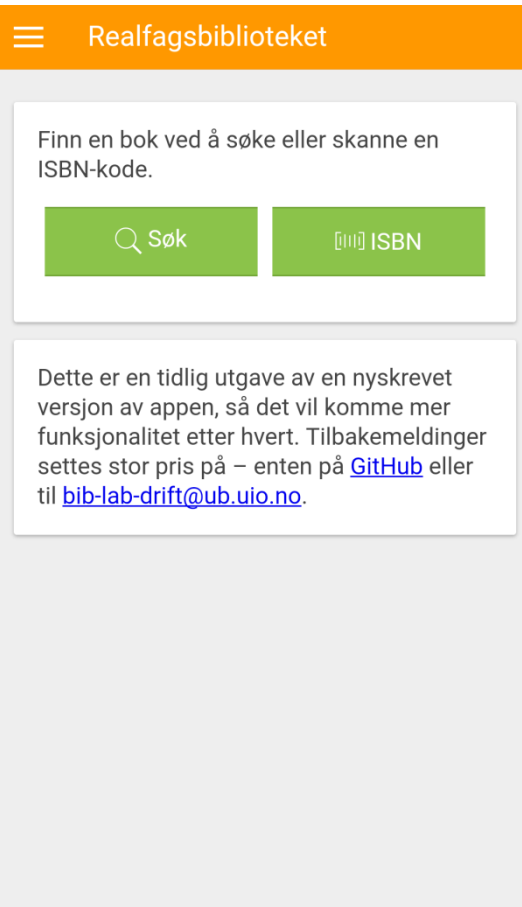 Realfagsbiblioteket
Finn en bok ved å søke eller skanne en
ISBN-kode.
Søk
ISBN
Dette er en tidlig utgave av en nyskrevet
versjon av appen, så det vil komme mer
funksjonalitet etter hvert. Tilbakemeldinger
settes stor pris på – enten på GitHub eller
til bib-lab-drift@ub.uio.no.